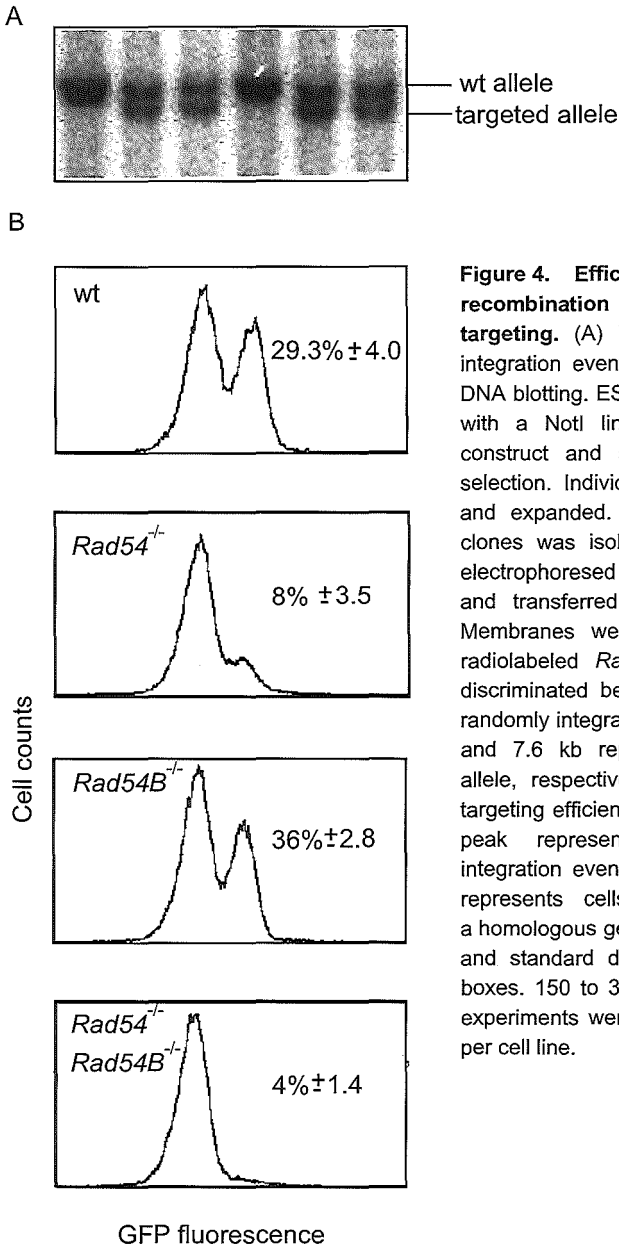 A
wt allele
targeted allele
B
wt
29.3%±4.0
Rad54-/-
8% ±3.5
Rad54B-/-
36%±2.8
Rad54-/-
Rad54B-/-
4%±1.4
Cell counts
GFP fluorescence
Figure 4. Effic
recombination
targeting. (A)
integration even
DNA blotting. ES
with a NotI lin
construct and
selection. Individ
and expanded.
clones was isol
electrophoresed
and transferred
Membranes we
radiolabeled Ra
discriminated be
randomly integra
and 7.6 kb rep
allele, respectiv
targeting efficien
peak represen
integration even
represents cells
a homologous ge
and standard d
boxes. 150 to 3
experiments wer
per cell line.